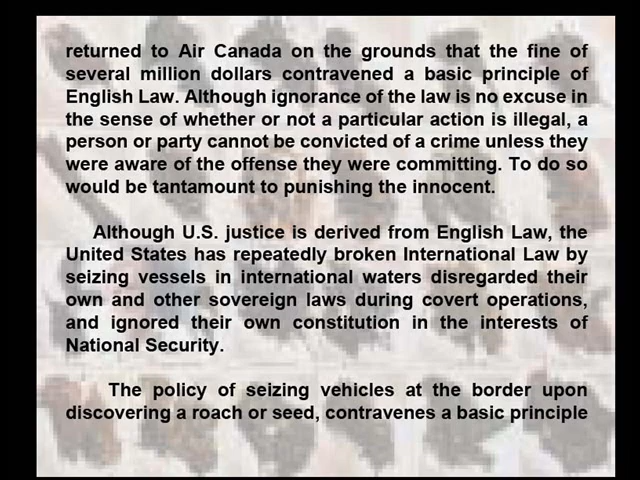 returned to Air Canada on the grounds that the fine of
several million dollars contravened a basic principle of
English Law. Although ignorance of the law is no excuse in
the sense of whether or not a particular action is illegal, a
person or party cannot be convicted of a crime unless they
were aware of the offense they were committing. To do so
would be tantamount to punishing the innocent.
Although U.S. justice is derived from English Law, the
United States has repeatedly broken International Law by
seizing vessels in international waters disregarded their
own and other sovereign laws during covert operations,
and ignored their own constitution in the interests of
National Security.
The policy of seizing vehicles at the border upon
discovering a roach or seed, contravenes a basic principle